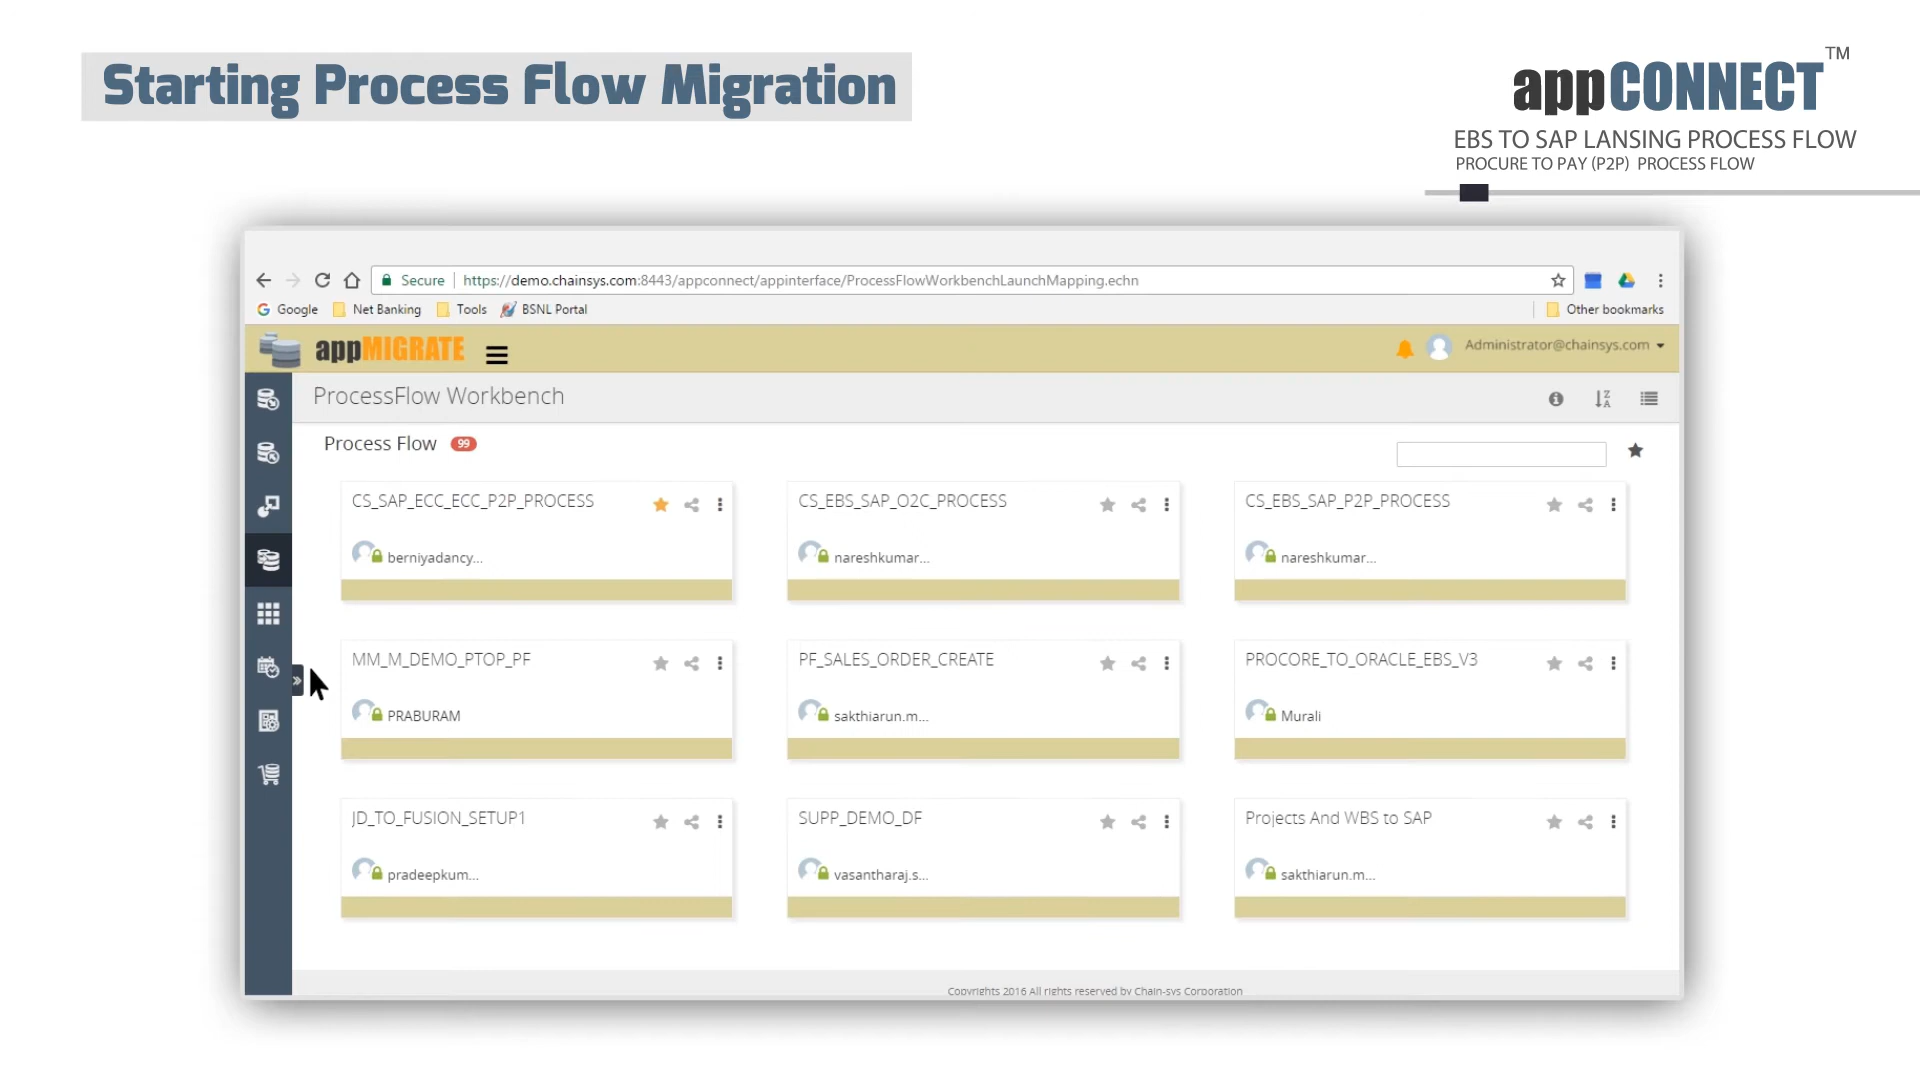 Starting Process Flow Migration
appCONNECT™
EBS TO SAP LANSING PROCESS FLOW
PROCURE TO PAY (P2P) PROCESS FLOW
Secure https://demo.chainsys.com:8443/appconnect/appinterface/ProcessFlowWorkbenchLaunchMapping.echn
Google Net Banking Tools BSNL Portal Other bookmarks
appMIGRATE Administrator@chainsys.com
ProcessFlow Workbench
Process Flow 99
CS_SAP_ECC_ECC_P2P_PROCESS CS_EBS_SAP_O2C_PROCESS CS_EBS_SAP_P2P_PROCESS
berniyadancy... nareshkumar... nareshkumar...
MM_M_DEMO_PTOP_PF PF_SALES_ORDER_CREATE PROCORE_TO_ORACLE_EBS_V3
PRABURAM sakthiarun.m... Murali
JD_TO_FUSION_SETUP1 SUPP_DEMO_DF Projects And WBS to SAP
pradeepkum... vasantharaj.s... sakthiarun.m...
Copyrights 2016 All rights reserved by Chain-sys Corporation